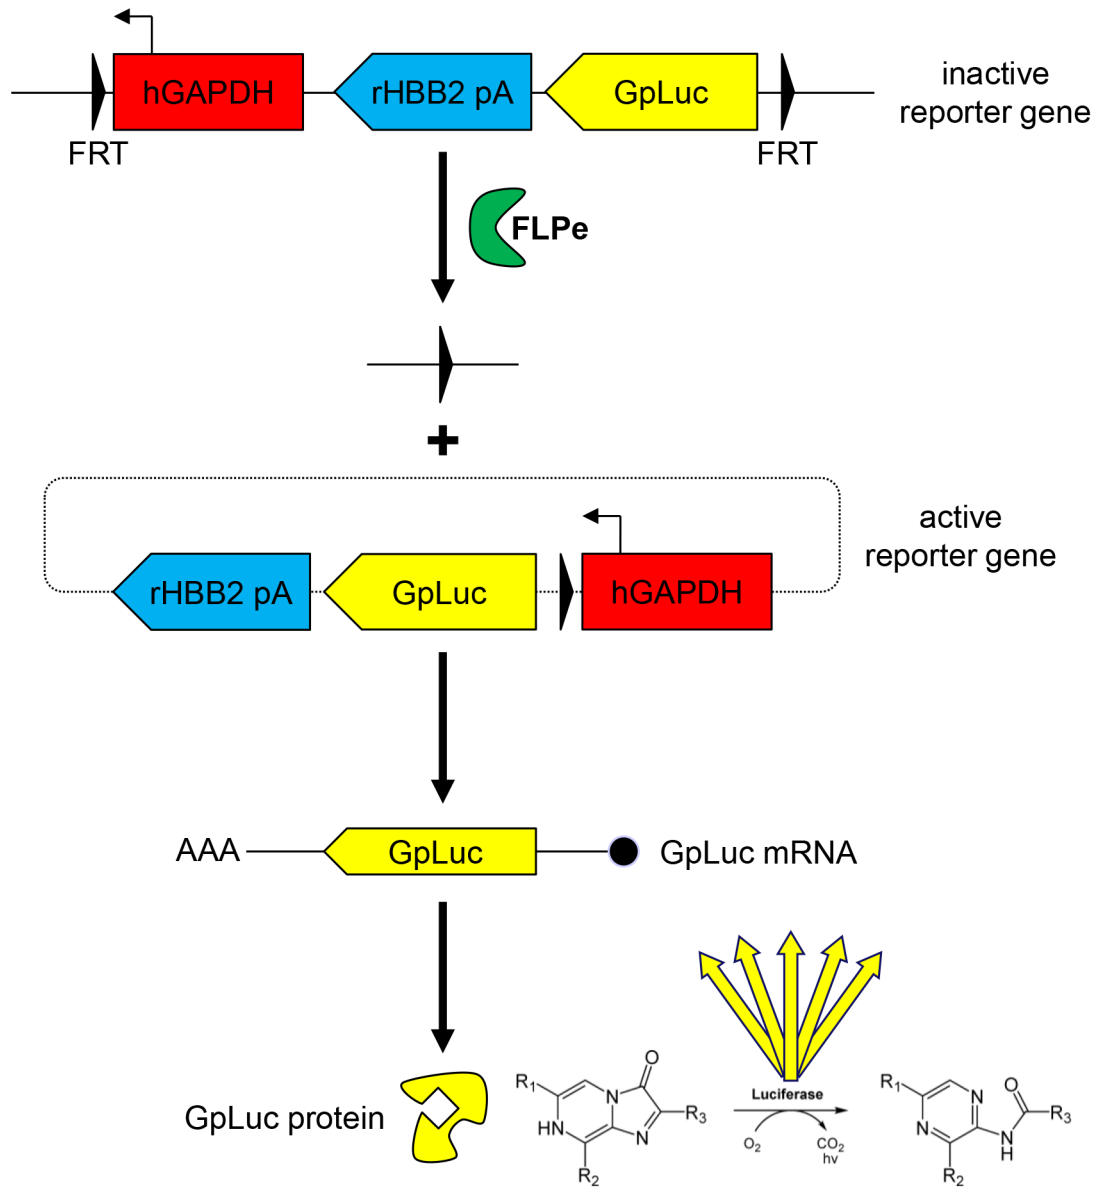 hGAPDH rHBB2 pA GpLuc
inactive
reporter gene
FRT FRT
FLPe
+
active
reporter gene
rHBB2 pA GpLuc hGAPDH
AAA GpLuc GpLuc mRNA
GpLuc protein
R1 O N R3 HN N R2
Luciferase
O2 CO2
hν
R1 N O R3 N N H R2